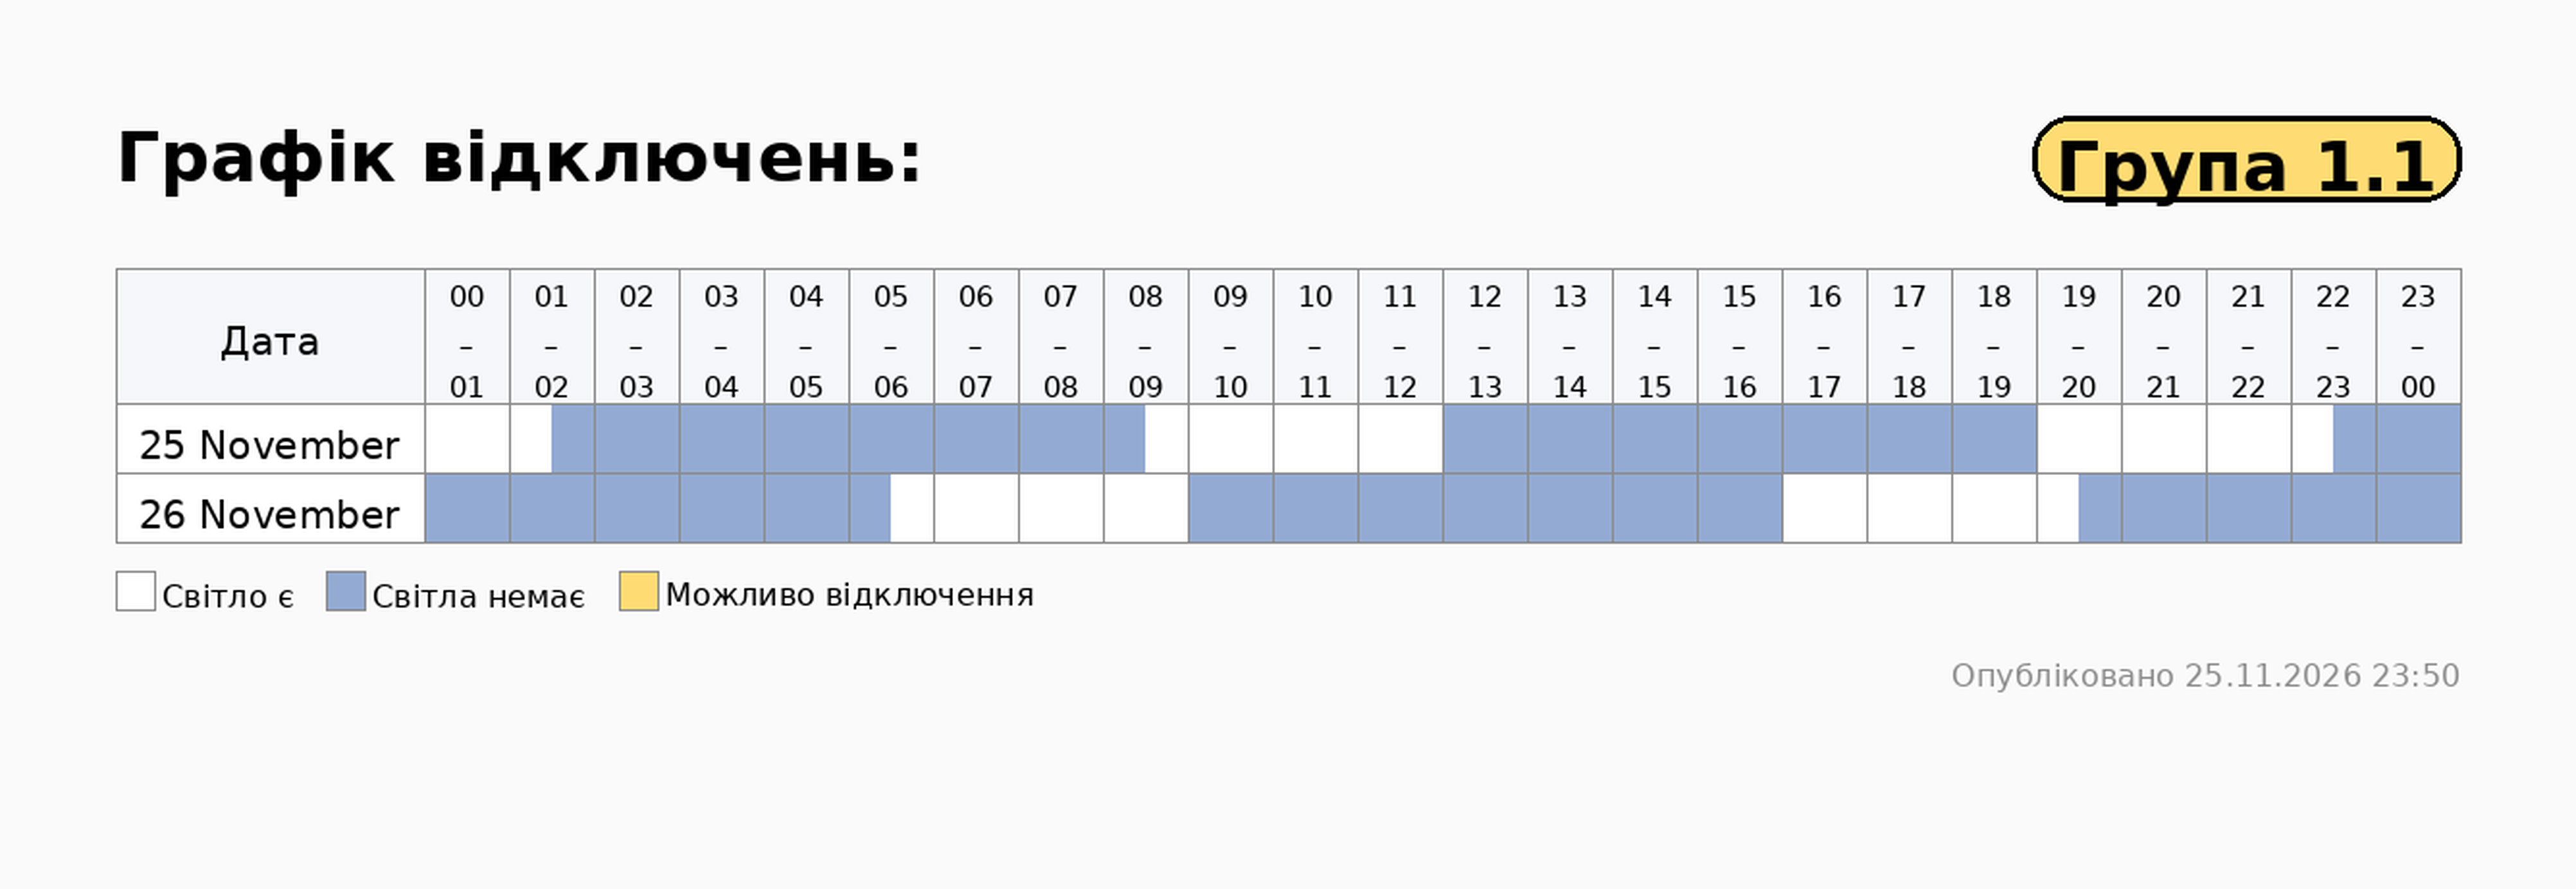 Графік відключень:
Група 1.1
Дата 00 – 01 01 – 02 02 – 03 03 – 04 04 – 05 05 – 06 06 – 07 07 – 08 08 – 09 09 – 10 10 – 11 11 – 12 12 – 13 13 – 14 14 – 15 15 – 16 16 – 17 17 – 18 18 – 19 19 – 20 20 – 21 21 – 22 22 – 23 23 – 00
25 November
26 November
Світло є Світла немає Можливо відключення
Опубліковано 25.11.2026 23:50